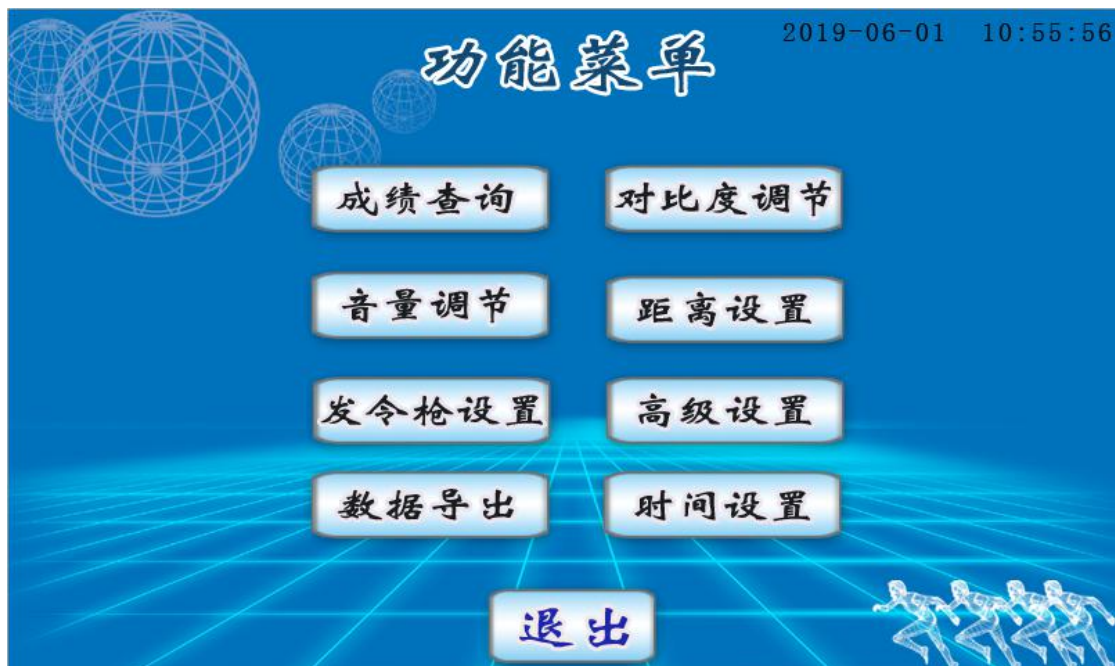 功能菜单
2019-06-01 10:55:56
成绩查询 对比度调节
音量调节 距离设置
发令枪设置 高级设置
数据导出 时间设置
退出